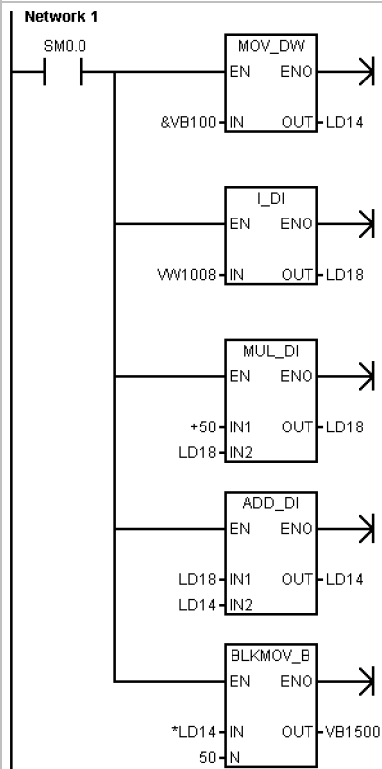 Network 1
SM0.0
MOV_DW
EN ENO
&VB100 IN OUT LD14
I_DI
EN ENO
VW1008 IN OUT LD18
MUL_DI
EN ENO
+50 IN1 OUT LD18
LD18 IN2
ADD_DI
EN ENO
LD18 IN1 OUT LD14
LD14 IN2
BLKMOV_B
EN ENO
*LD14 IN OUT VB1500
50 N